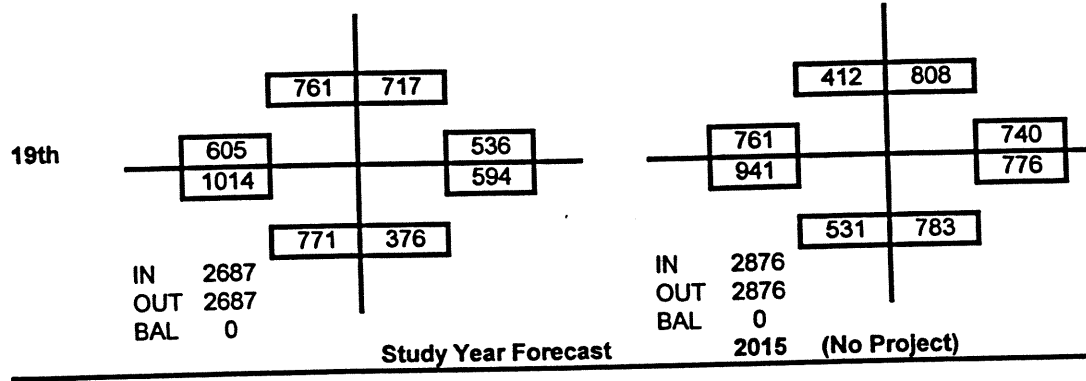 761 717 412 808
19th 605 536 761 740
1014 594 941 776
771 376 531 783
IN 2687 IN 2876
OUT 2687 OUT 2876
BAL 0 BAL 0
Study Year Forecast 2015 (No Project)